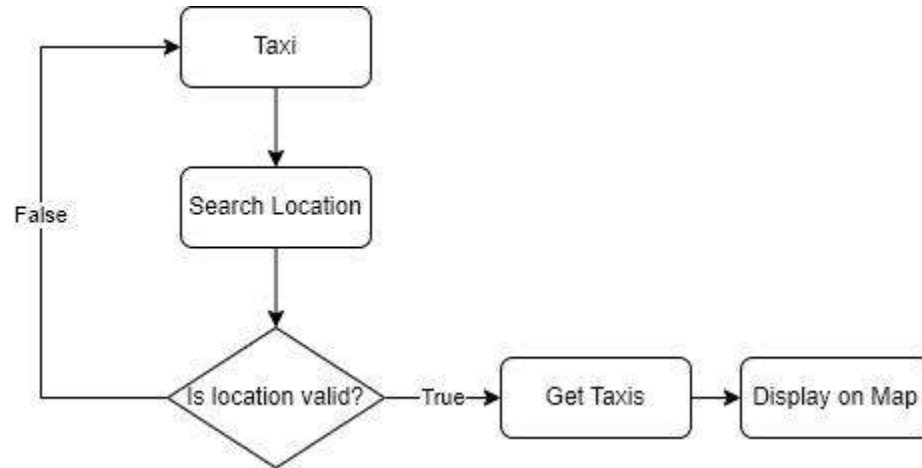 Taxi
Search Location
False
Is location valid?
True
Get Taxis
Display on Map